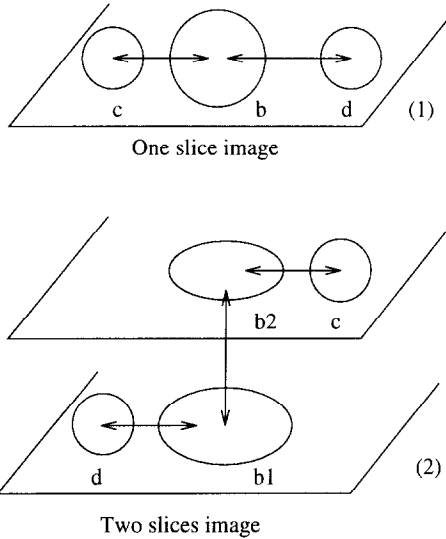 c b d (1)
One slice image
b2 c
d b1 (2)
Two slices image